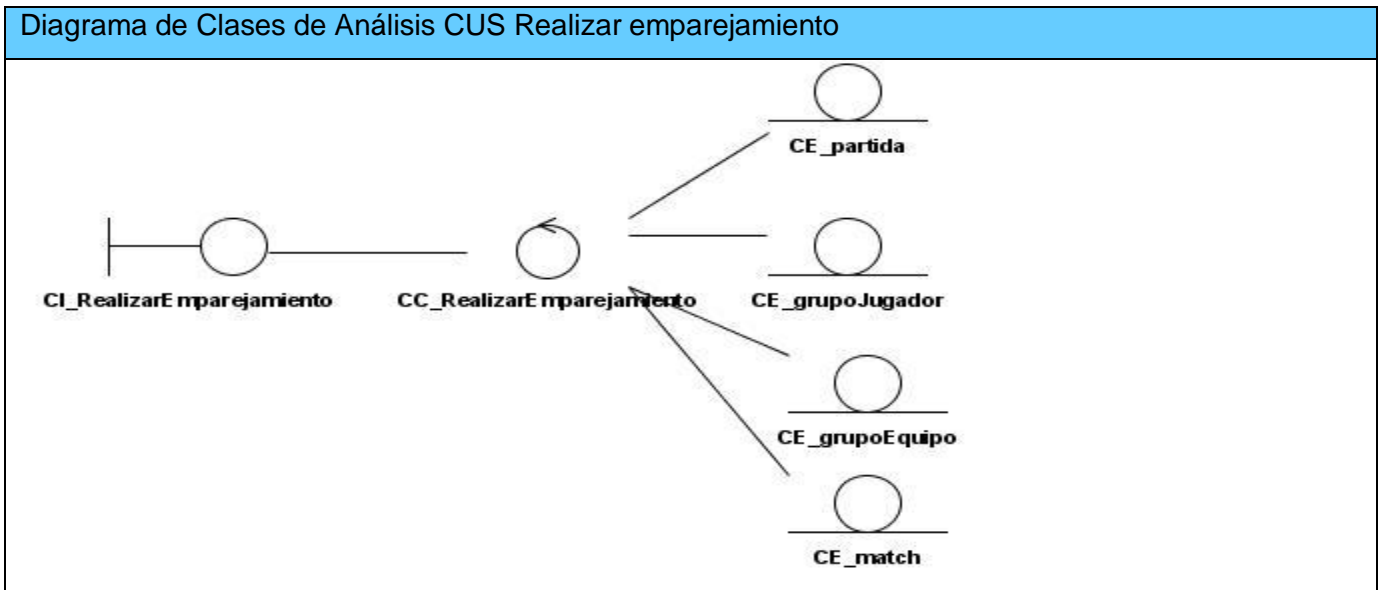 Diagrama de Clases de Análisis CUS Realizar emparejamiento
CE_partida
CI_RealizarEmparejamiento
CC_RealizarEmparejamiento
CE_grupoJugador
CE_grupoEquipo
CE_match